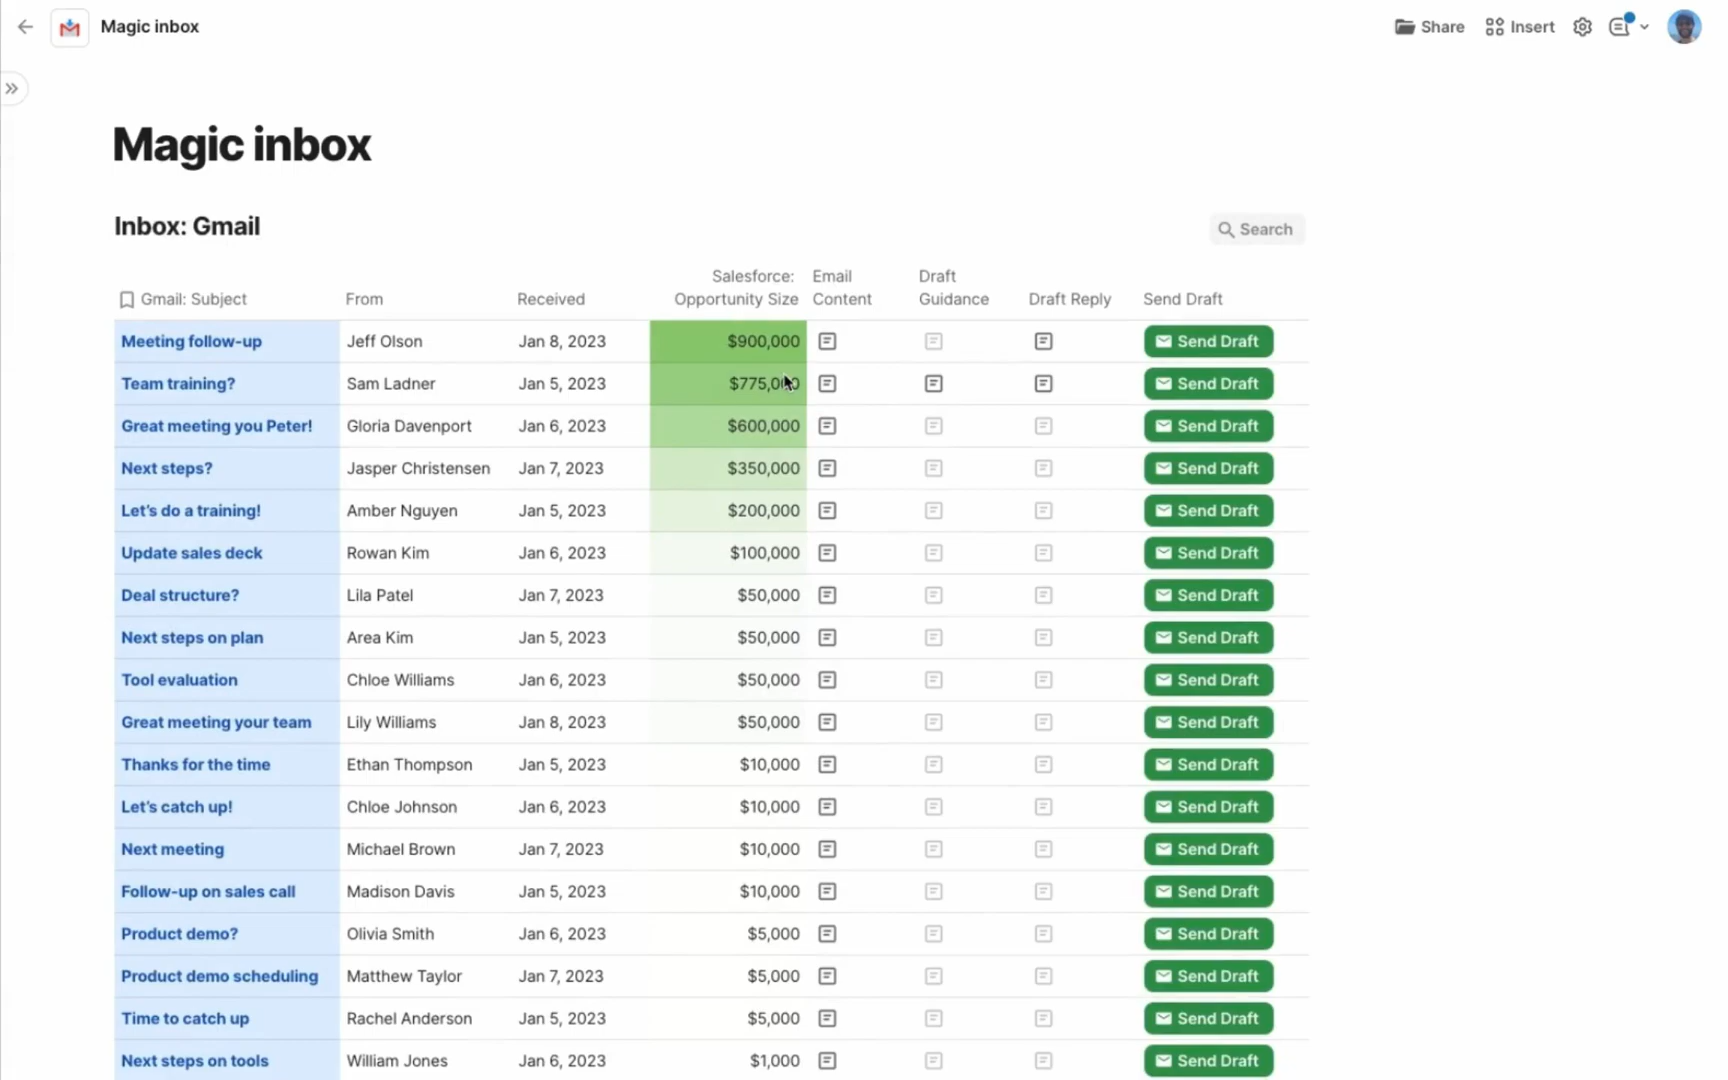 Magic inbox
Share
Insert
Magic inbox
Inbox: Gmail
Search
Gmail: Subject From Received Salesforce: Opportunity Size Email Content Draft Guidance Draft Reply Send Draft
Meeting follow-up Jeff Olson Jan 8, 2023 $900,000 Send Draft
Team training? Sam Ladner Jan 5, 2023 $775,000 Send Draft
Great meeting you Peter! Gloria Davenport Jan 6, 2023 $600,000 Send Draft
Next steps? Jasper Christensen Jan 7, 2023 $350,000 Send Draft
Let's do a training! Amber Nguyen Jan 5, 2023 $200,000 Send Draft
Update sales deck Rowan Kim Jan 6, 2023 $100,000 Send Draft
Deal structure? Lila Patel Jan 7, 2023 $50,000 Send Draft
Next steps on plan Area Kim Jan 5, 2023 $50,000 Send Draft
Tool evaluation Chloe Williams Jan 6, 2023 $50,000 Send Draft
Great meeting your team Lily Williams Jan 8, 2023 $50,000 Send Draft
Thanks for the time Ethan Thompson Jan 5, 2023 $10,000 Send Draft
Let's catch up! Chloe Johnson Jan 6, 2023 $10,000 Send Draft
Next meeting Michael Brown Jan 7, 2023 $10,000 Send Draft
Follow-up on sales call Madison Davis Jan 5, 2023 $10,000 Send Draft
Product demo? Olivia Smith Jan 6, 2023 $5,000 Send Draft
Product demo scheduling Matthew Taylor Jan 7, 2023 $5,000 Send Draft
Time to catch up Rachel Anderson Jan 5, 2023 $5,000 Send Draft
Next steps on tools William Jones Jan 6, 2023 $1,000 Send Draft